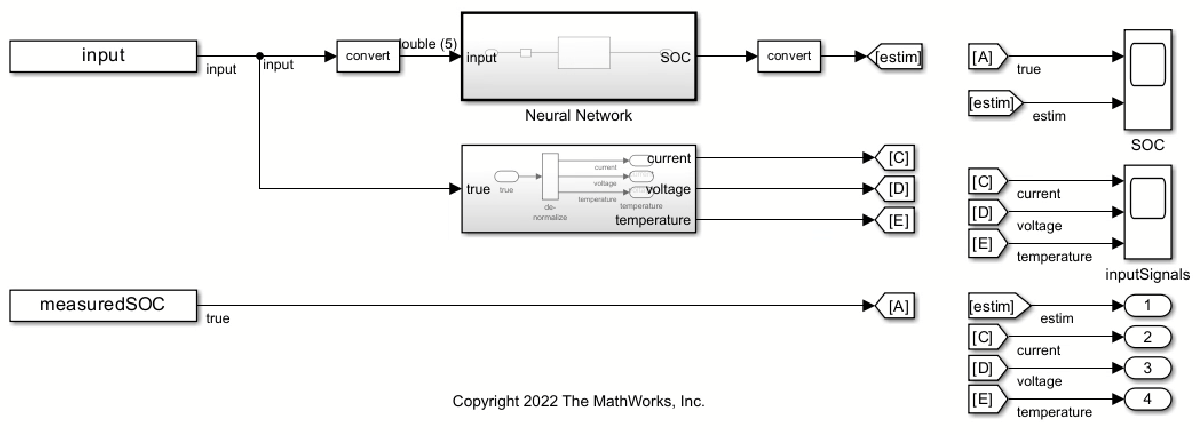 input
input
input
convert
ouble (5)
input
SOC
Neural Network
convert
[estim]
[A]
true
[estim]
estim
SOC
true
true
de-
normalize
current
voltage
temperature
temperature
current
voltage
temperature
[C]
[D]
[E]
[C]
current
[D]
voltage
[E]
temperature
inputSignals
measuredSOC
true
[A]
[estim]
estim
1
[C]
current
2
[D]
voltage
3
[E]
temperature
4
Copyright 2022 The MathWorks, Inc.